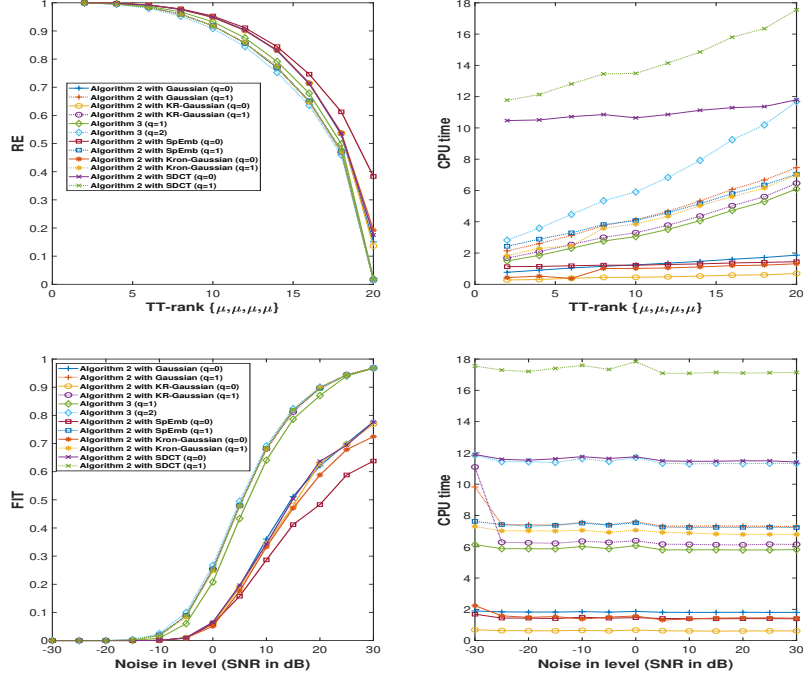 1
0.9
0.8
0.7
0.6
0.5
0.4
0.3
0.2
0.1
0
RE
Algorithm 2 with Gaussian (q=0)
Algorithm 2 with Gaussian (q=1)
Algorithm 2 with KR-Gaussian (q=0)
Algorithm 2 with KR-Gaussian (q=1)
Algorithm 3 (q=1)
Algorithm 3 (q=2)
Algorithm 2 with SpEmb (q=0)
Algorithm 2 with SpEmb (q=1)
Algorithm 2 with Kron-Gaussian (q=0)
Algorithm 2 with Kron-Gaussian (q=1)
Algorithm 2 with SDCT (q=0)
Algorithm 2 with SDCT (q=1)
0 5 10 15 20
TT-rank {μ,μ,μ,μ}
18
16
14
12
10
8
6
4
2
0
CPU time
0 5 10 15 20
TT-rank {μ,μ,μ,μ}
1
0.9
0.8
0.7
0.6
0.5
0.4
0.3
0.2
0.1
0
FIT
Algorithm 2 with Gaussian (q=0)
Algorithm 2 with Gaussian (q=1)
Algorithm 2 with KR-Gaussian (q=0)
Algorithm 2 with KR-Gaussian (q=1)
Algorithm 3 (q=1)
Algorithm 3 (q=2)
Algorithm 2 with SpEmb (q=0)
Algorithm 2 with SpEmb (q=1)
Algorithm 2 with Kron-Gaussian (q=0)
Algorithm 2 with Kron-Gaussian (q=1)
Algorithm 2 with SDCT (q=0)
Algorithm 2 with SDCT (q=1)
-30 -20 -10 0 10 20 30
Noise in level (SNR in dB)
18
16
14
12
10
8
6
4
2
0
CPU time
-30 -20 -10 0 10 20 30
Noise in level (SNR in dB)